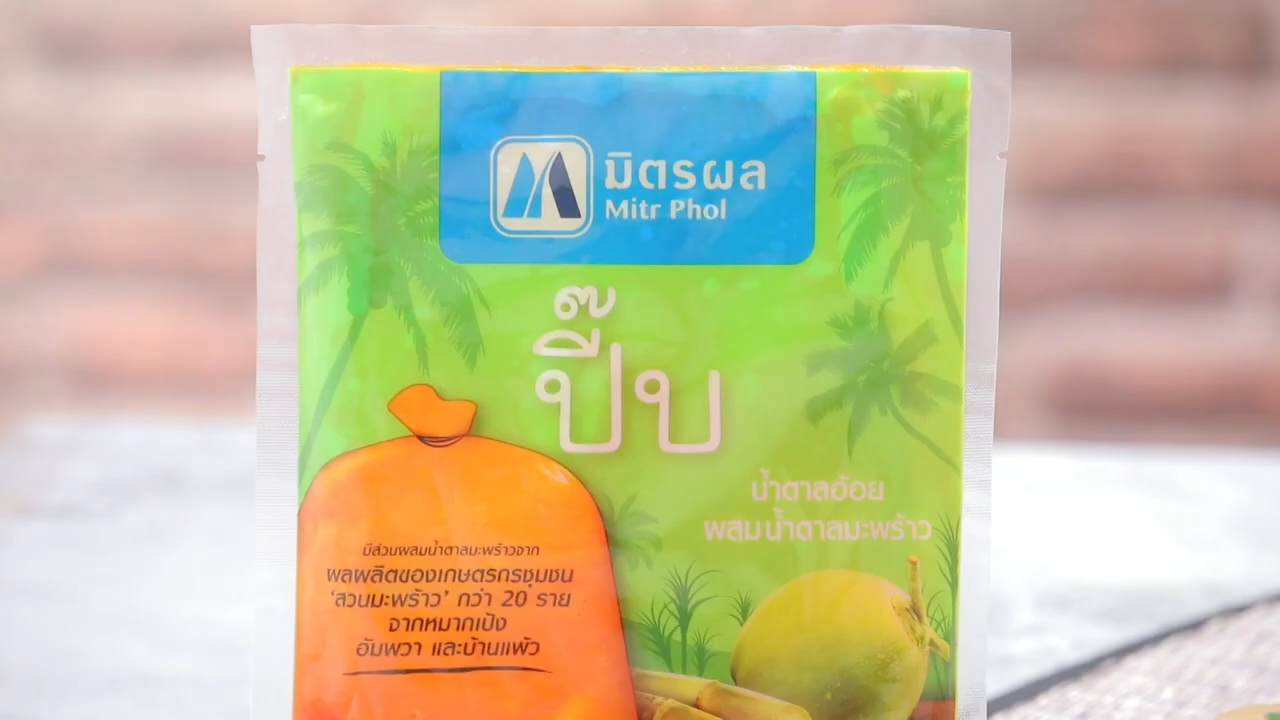 มิตรผล
Mitr Phol
ปี๊บ
น้ำตาลอ้อย
ผสมน้ำตาลมะพร้าว
มีส่วนผสมน้ำตาลมะพร้าวจาก
ผลผลิตของเกษตรกรชุมชน
‘สวนมะพร้าว’ กว่า 20 ราย
จากหมากเป้ง
อัมพวา และบ้านแพ้ว